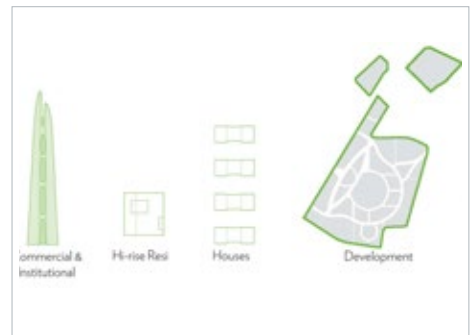 ommercial &
nstitutional
Hi-rise Resi
Houses
Development